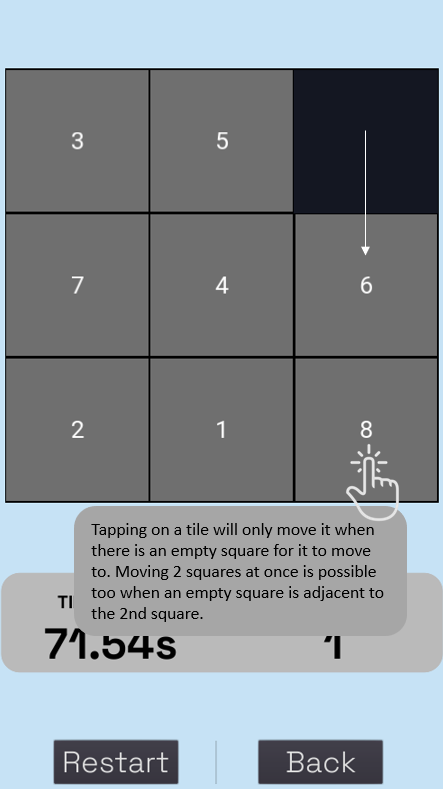 3 5
7 4 6
2 1 8
Tapping on a tile will only move it when
there is an empty square for it to move
to. Moving 2 squares at once is possible
too when an empty square is adjacent to
the 2nd square.
71.54s 1
Restart Back